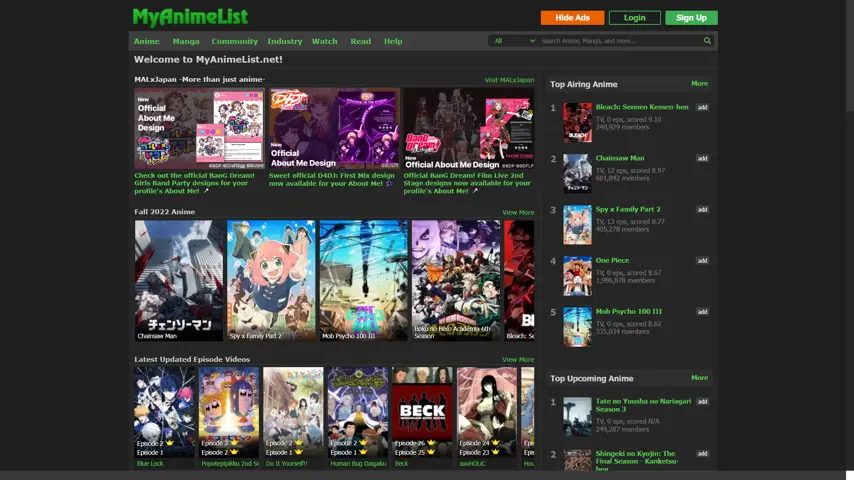 MyAnimeList
Hide Ads
Login
Sign Up
Anime Manga Community Industry Watch Read Help
All
Search Anime, Manga, and more...
Welcome to MyAnimeList.net!
MALxJapan -More than just anime-
Visit MALxJapan
New
Official
About Me
Design
New
Official
About Me Design
New
BanG Dream!
Official About Me Design
Check out the official BanG Dream!
Girls Band Party designs for your
profile's About Me!
Sweet official D4DJ: First Mix design
now available for your About Me!
Official BanG Dream! Film Live 2nd
Stage designs now available for
your profile's About Me!
Fall 2022 Anime
View More
チェンソーマン
Chainsaw Man
Spy x Family Part 2
Mob Psycho 100 III
Boku no Hero Academia 6th
Season
Bleach: Se
Latest Updated Episode Videos
View More
Episode 2
Episode 1
Blue Lock
Episode 3
Episode 2
Poputepipikku 2nd Se
Episode 2
Episode 1
Do It Yourself!!
Episode 2
Episode 1
Human Bug Daigaku
BECK
Episode 26
Episode 25
Beck
Episode 24
Episode 23
xxxHOLiC
Hou
Top Airing Anime
More
1
BLEACH
Bleach: Sennen Kessen-hen
add
TV, 0 eps, scored 9.10
240,929 members
2
Chainsaw Man
add
TV, 12 eps, scored 8.97
601,842 members
3
Spy x Family Part 2
add
TV, 13 eps, scored 8.77
405,278 members
4
One Piece
add
TV, 0 eps, scored 8.67
1,986,878 members
5
Mob Psycho 100 III
add
TV, 0 eps, scored 8.62
335,034 members
Top Upcoming Anime
More
1
Tate no Yuusha no Nariagari
Season 3
add
TV, 0 eps, scored N/A
299,287 members
2
Shingeki no Kyojin: The
Final Season - Kanketsu-
hen
add